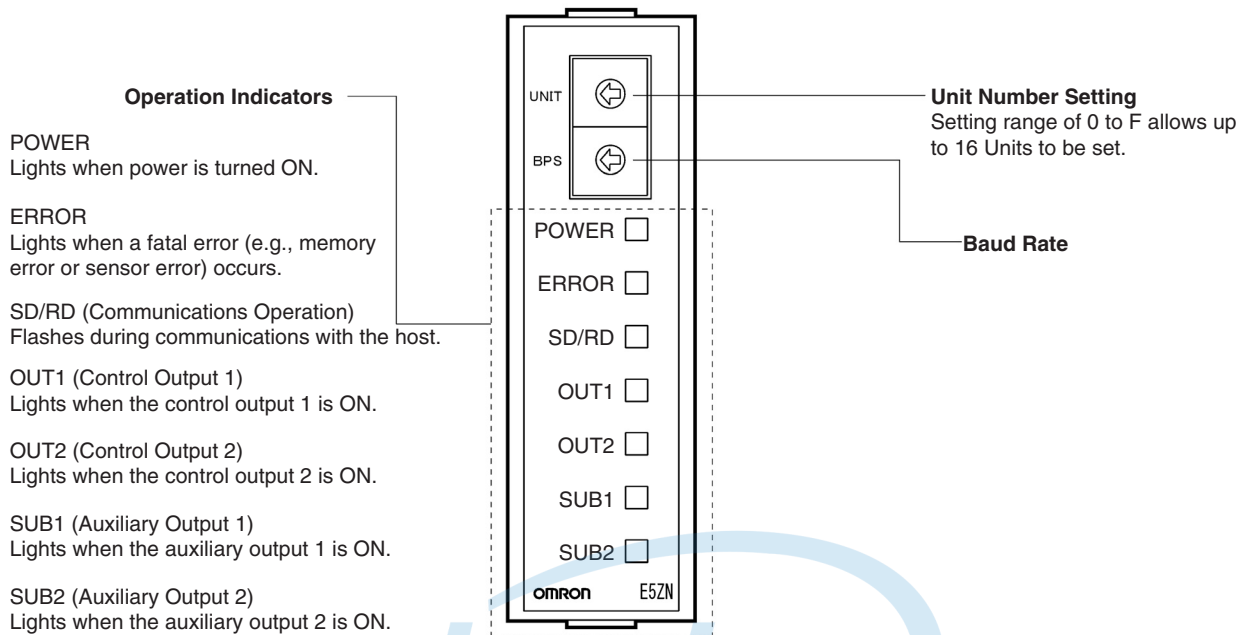 Operation Indicators
POWER
Lights when power is turned ON.
ERROR
Lights when a fatal error (e.g., memory
error or sensor error) occurs.
SD/RD (Communications Operation)
Flashes during communications with the host.
OUT1 (Control Output 1)
Lights when the control output 1 is ON.
OUT2 (Control Output 2)
Lights when the control output 2 is ON.
SUB1 (Auxiliary Output 1)
Lights when the auxiliary output 1 is ON.
SUB2 (Auxiliary Output 2)
Lights when the auxiliary output 2 is ON.
UNIT
BPS
POWER
ERROR
SD/RD
OUT1
OUT2
SUB1
SUB2
OMRON E5ZN
Unit Number Setting
Setting range of 0 to F allows up
to 16 Units to be set.
Baud Rate